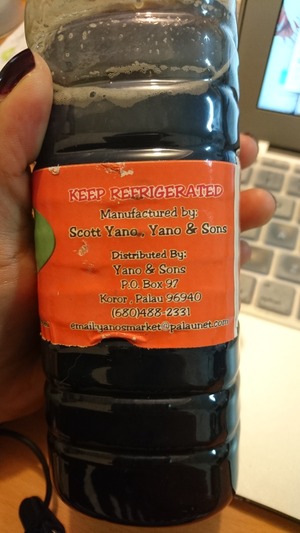 KEEP REFRIGERATED
Manufactured by:
Scott Yano, Yano & Sons
Distributed By:
Yano & Sons
P.O. Box 97
Koror, Palau 96940
(680)488-2331
email:yanosmarket@palaunet.com